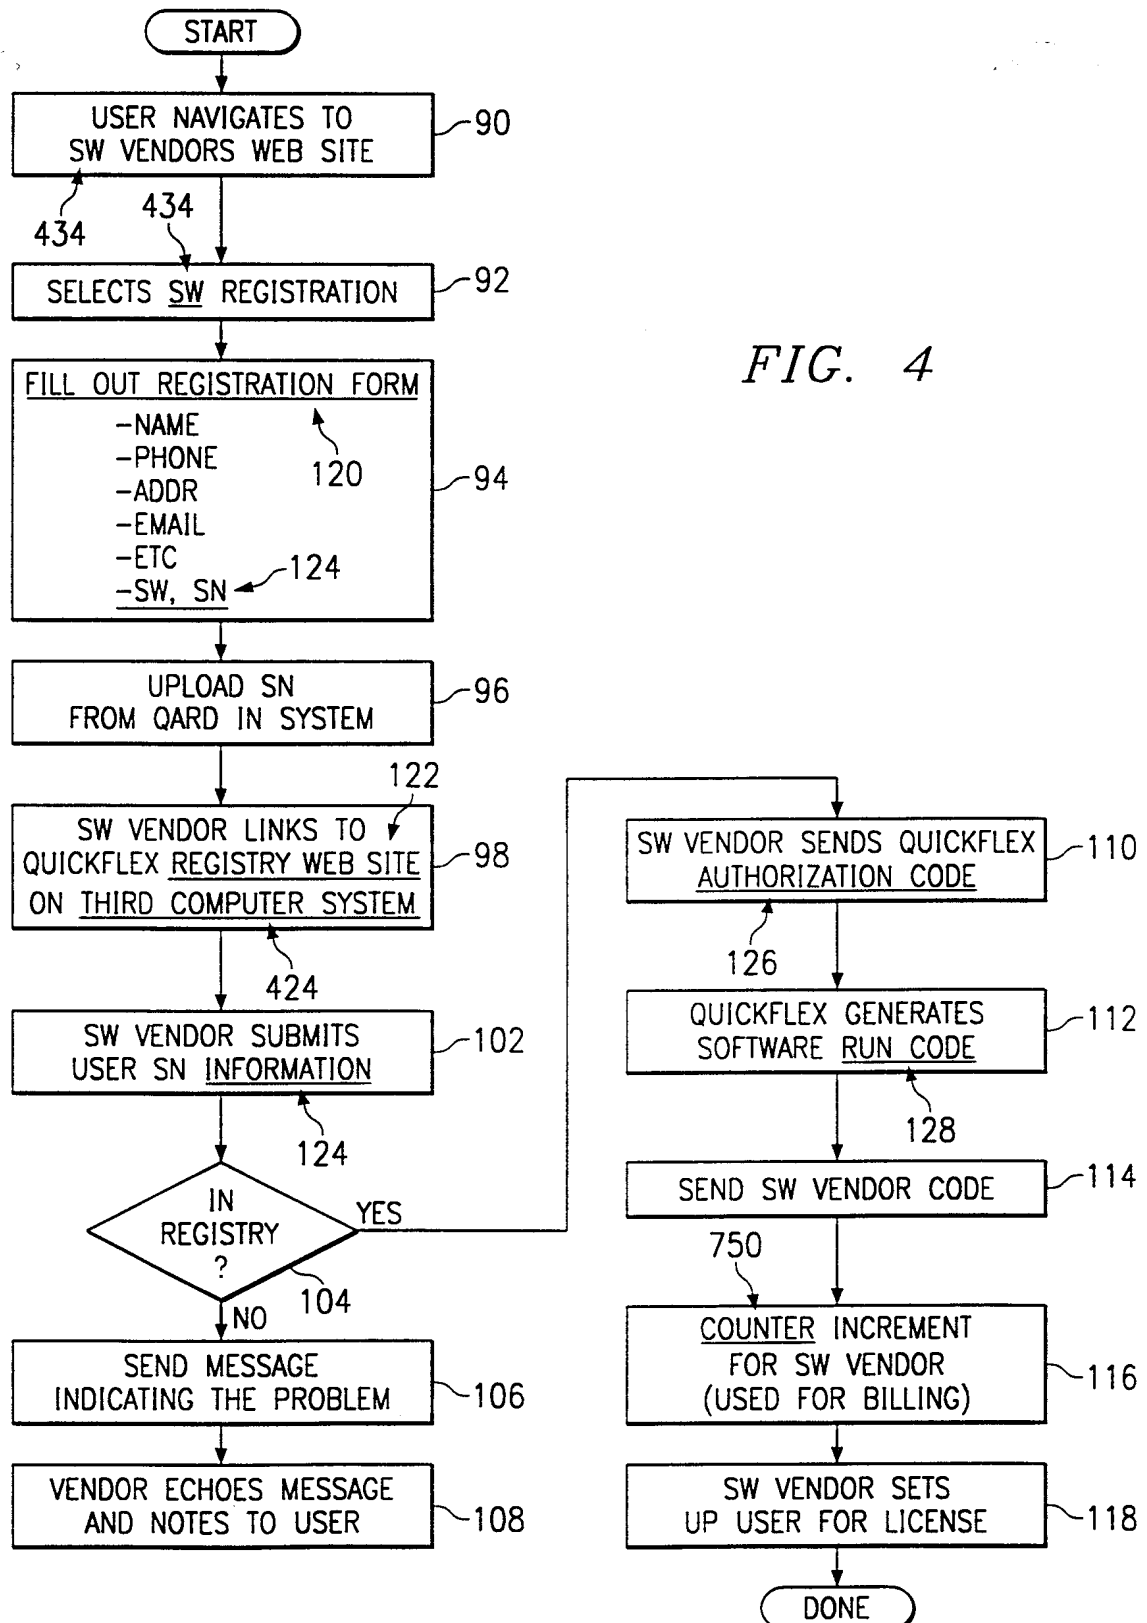 START
USER NAVIGATES TO
SW VENDORS WEB SITE
90
434
434
SELECTS SW REGISTRATION
92
FILL OUT REGISTRATION FORM
-NAME
-PHONE
-ADDR
-EMAIL
-ETC
-SW, SN
120
124
94
UPLOAD SN
FROM QARD IN SYSTEM
96
122
SW VENDOR LINKS TO
QUICKFLEX REGISTRY WEB SITE
ON THIRD COMPUTER SYSTEM
98
424
SW VENDOR SUBMITS
USER SN INFORMATION
102
124
IN
REGISTRY
?
YES
104
NO
SEND MESSAGE
INDICATING THE PROBLEM
106
VENDOR ECHOES MESSAGE
AND NOTES TO USER
108
FIG. 4
SW VENDOR SENDS QUICKFLEX
AUTHORIZATION CODE
110
126
QUICKFLEX GENERATES
SOFTWARE RUN CODE
112
128
SEND SW VENDOR CODE
114
750
COUNTER INCREMENT
FOR SW VENDOR
(USED FOR BILLING)
116
SW VENDOR SETS
UP USER FOR LICENSE
118
DONE